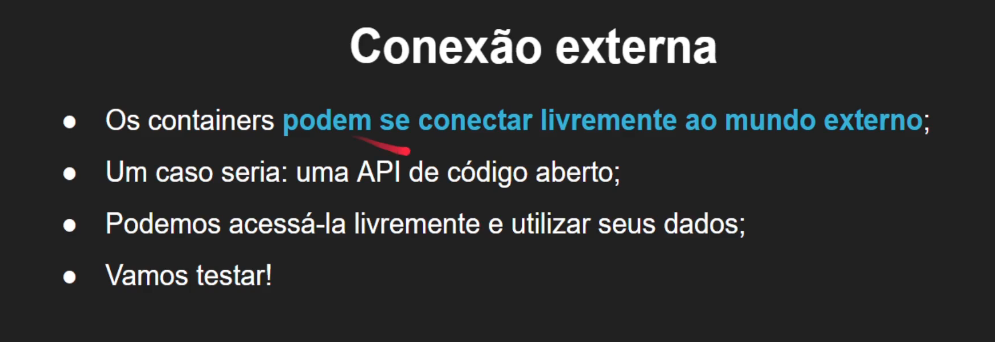 Conexão externa
● Os containers podem se conectar livremente ao mundo externo;
● Um caso seria: uma API de código aberto;
● Podemos acessá-la livremente e utilizar seus dados;
● Vamos testar!